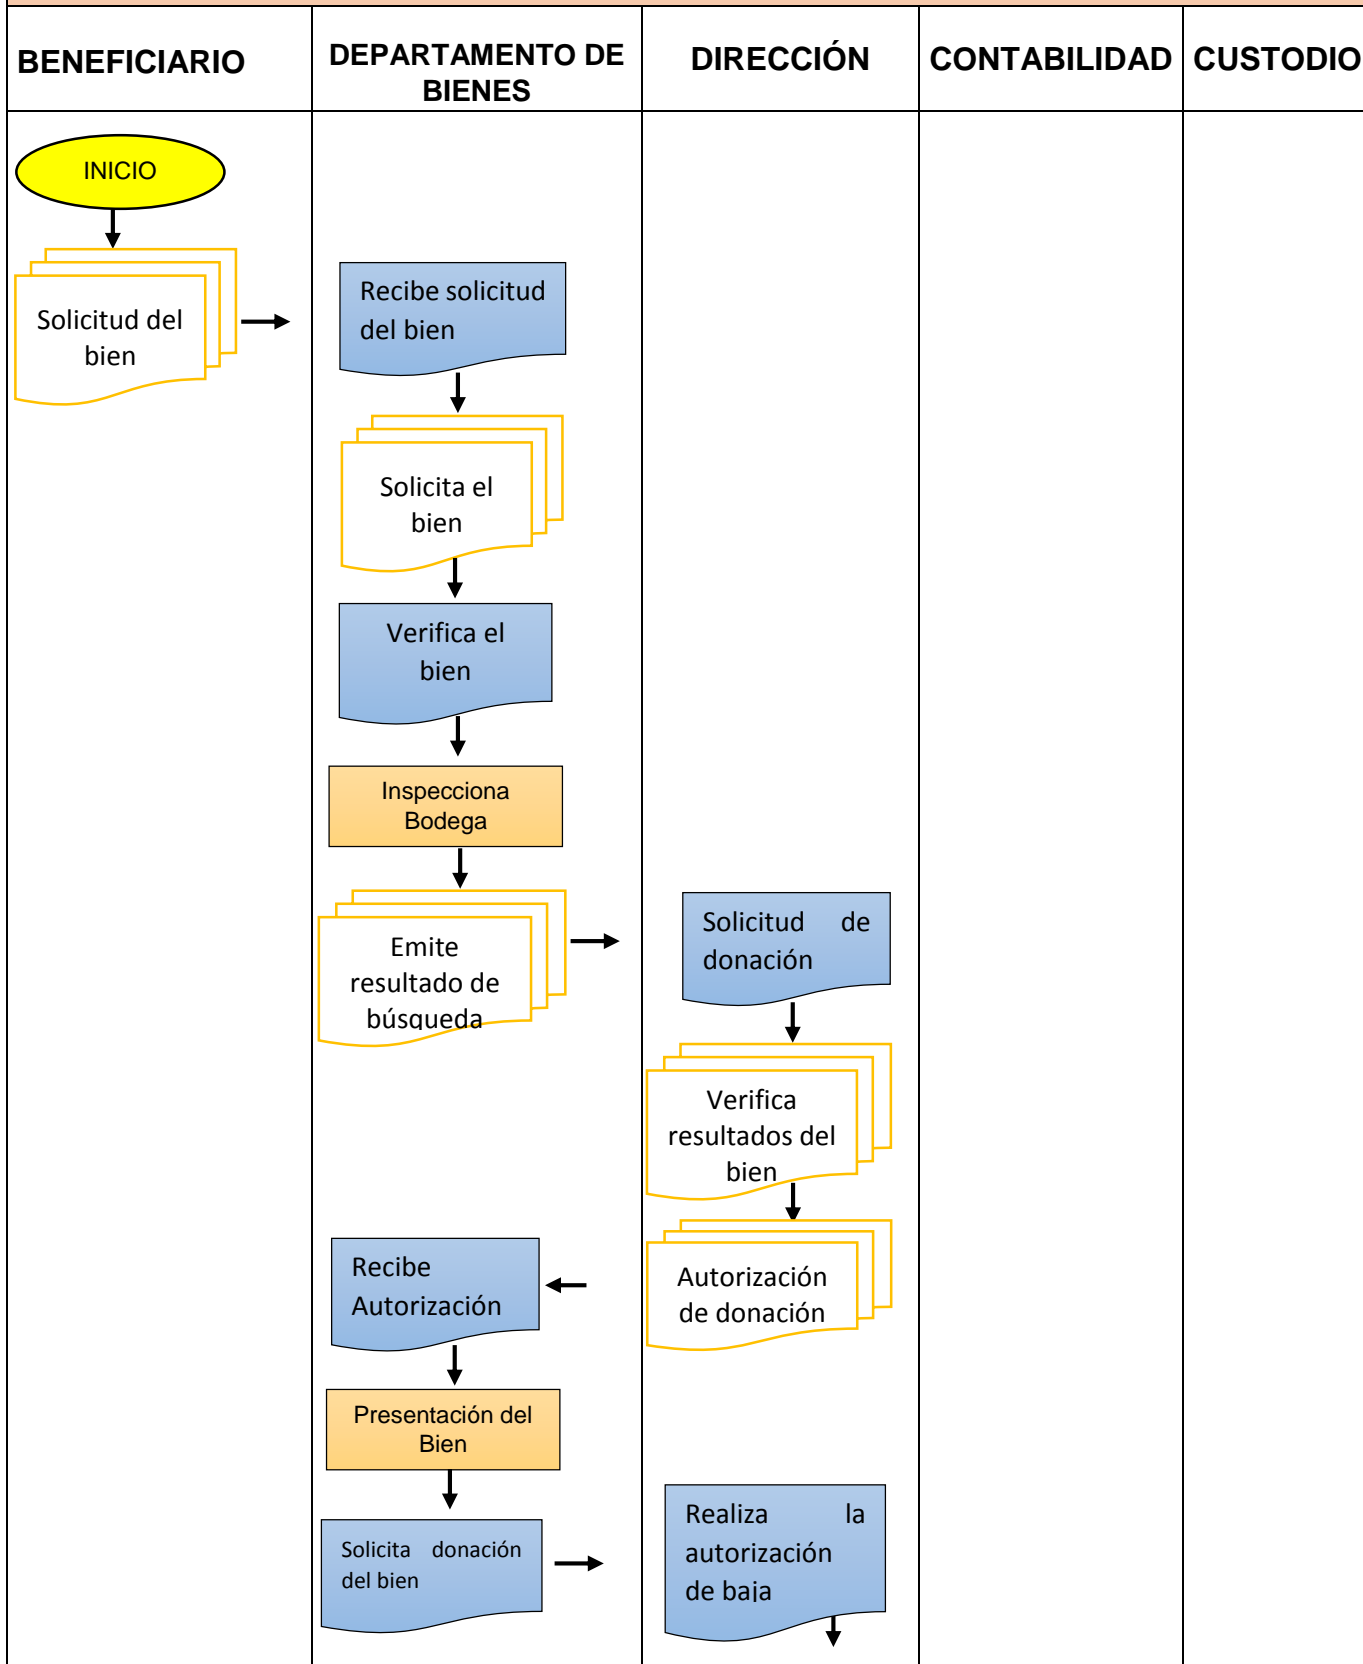 BENEFICIARIO
DEPARTAMENTO DE
BIENES
DIRECCIÓN
CONTABILIDAD
CUSTODIO
INICIO
Solicitud del
bien
Recibe solicitud
del bien
Solicita el
bien
Verifica el
bien
Inspecciona
Bodega
Emite
resultado de
búsqueda
Solicitud de
donación
Verifica
resultados del
bien
Autorización
de donación
Recibe
Autorización
Presentación del
Bien
Solicita donación
del bien
Realiza la
autorización
de baja